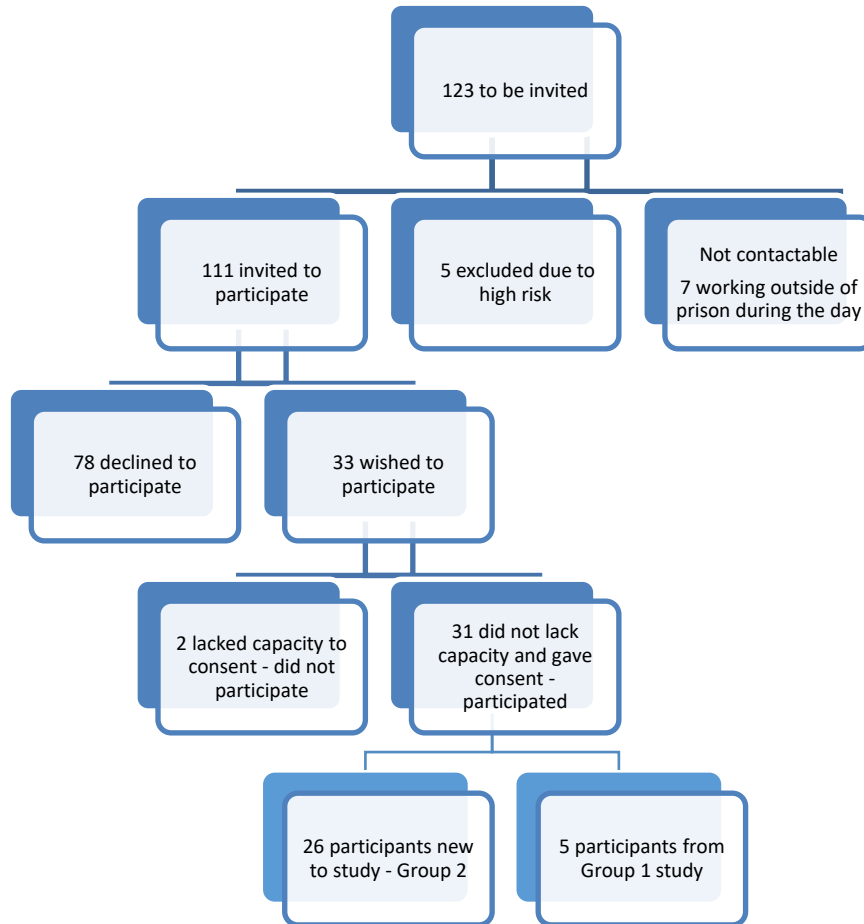 123 to be invited
111 invited to
participate
5 excluded due to
high risk
Not contactable
7 working outside of
prison during the day
78 declined to
participate
33 wished to
participate
2 lacked capacity to
consent - did not
participate
31 did not lack
capacity and gave
consent -
participated
26 participants new
to study - Group 2
5 participants from
Group 1 study